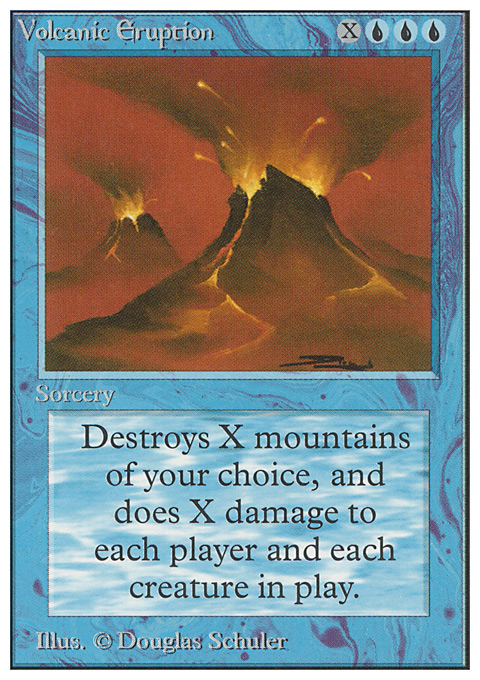 Volcanic Eruption X
Sorcery
Destroys X mountains
of your choice, and
does X damage to
each player and each
creature in play.
Illus. © Douglas Schuler